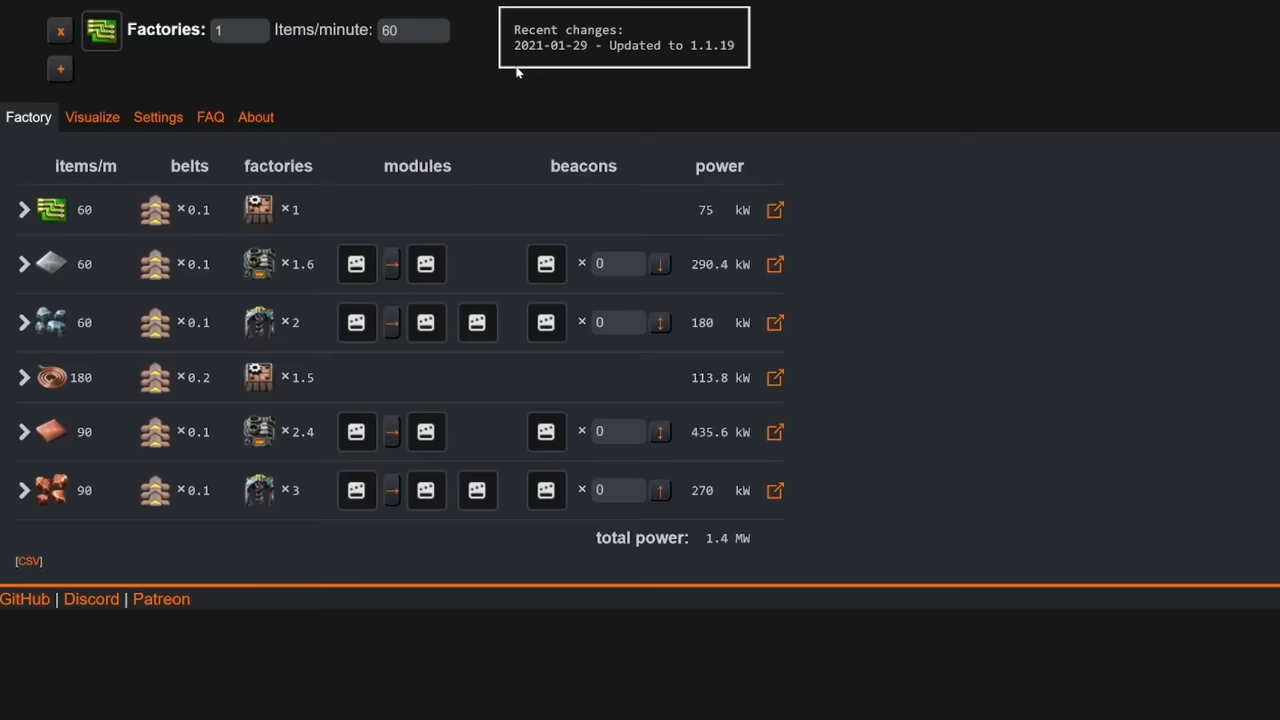 x Factories: 1 Items/minute: 60
Recent changes:
2021-01-29 - Updated to 1.1.19
+
Factory Visualize Settings FAQ About
items/m belts factories modules beacons power
60 ×0.1 ×1 75 kW
60 ×0.1 ×1.6 → × 0 ↓ 290.4 kW
60 ×0.1 ×2 → × 0 ↕ 180 kW
180 ×0.2 ×1.5 113.8 kW
90 ×0.1 ×2.4 → × 0 ↕ 435.6 kW
90 ×0.1 ×3 → × 0 ↑ 270 kW
total power: 1.4 MW
[CSV]
GitHub | Discord | Patreon